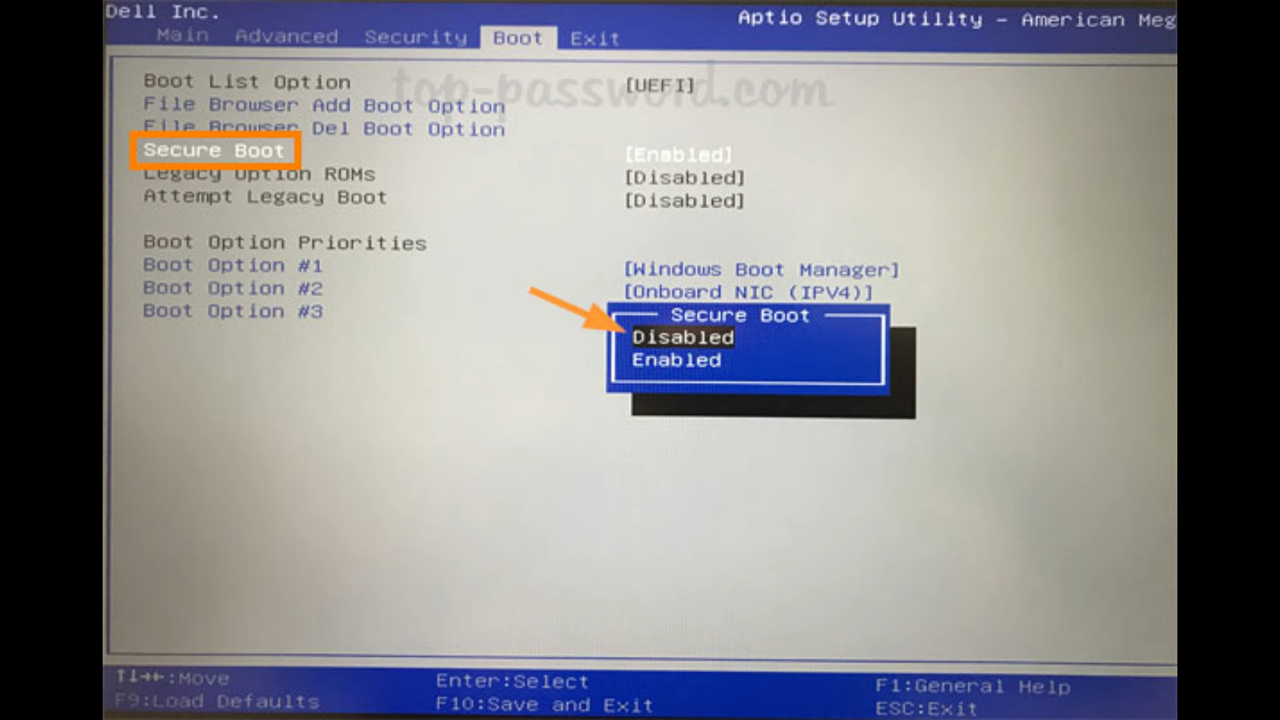 Dell Inc.
Aptio Setup Utility - American Meg
Main Advanced Security Boot Exit
top-password.com
Boot List Option [UEFI]
File Browser Add Boot Option
File Browser Del Boot Option
Secure Boot [Enabled]
Legacy Option ROMs [Disabled]
Attempt Legacy Boot [Disabled]
Boot Option Priorities
Boot Option #1 [Windows Boot Manager]
Boot Option #2 [Onboard NIC (IPV4)]
Boot Option #3
Secure Boot
Disabled
Enabled
↑↓→←:Move Enter:Select F1:General Help
F9:Load Defaults F10:Save and Exit ESC:Exit